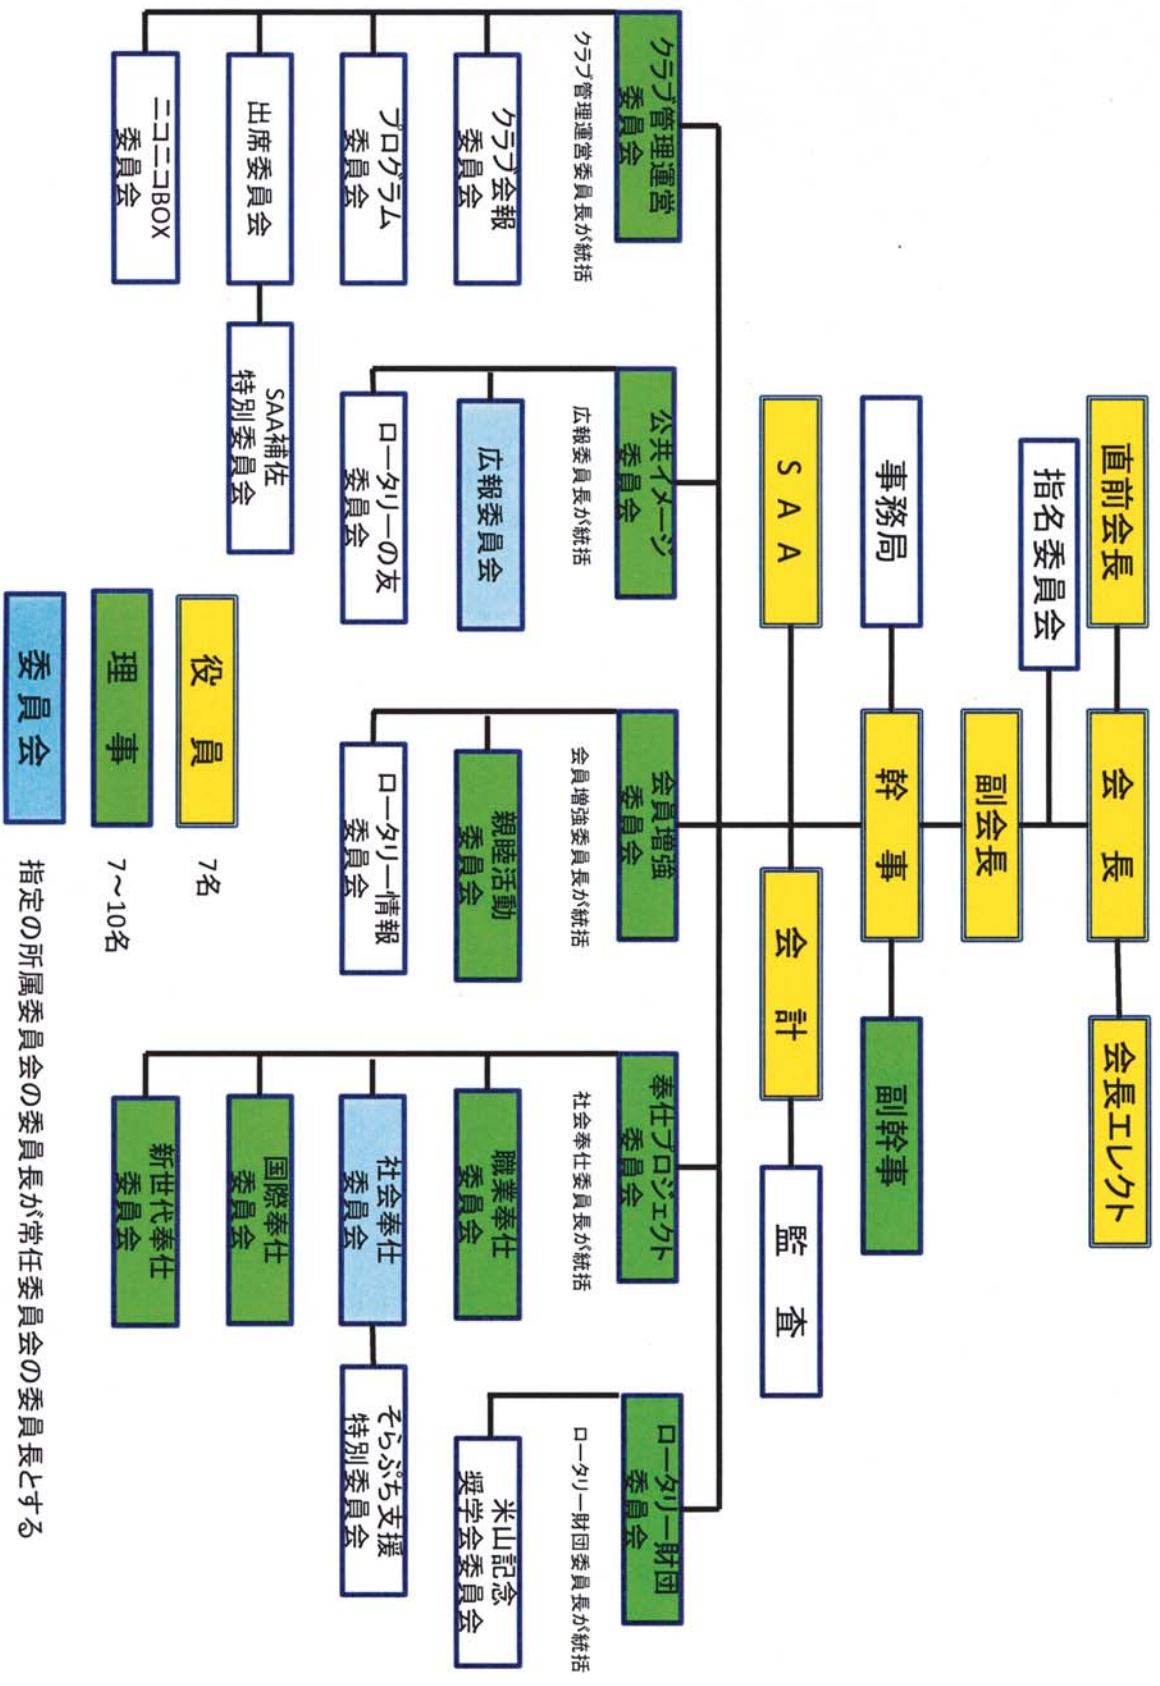 直前会長
会　長
会長エレクト
指名委員会
副会長
事務局
幹　事
副幹事
S A A
会　計
監　査
クラブ管理運営
委員会
クラブ管理運営委員長が統括
公共イメージ
委員会
広報委員長が統括
会員増強
委員会
会員増強委員長が統括
奉仕プロジェクト
委員会
社会奉仕委員長が統括
ロータリー財団
委員会
ロータリー財団委員長が統括
クラブ会報
委員会
プログラム
委員会
出席委員会
SAA補佐
特別委員会
ニコニコBOX
委員会
広報委員会
ロータリーの友
委員会
親睦活動
委員会
ロータリー情報
委員会
職業奉仕
委員会
社会奉仕
委員会
そらぷち支援
特別委員会
国際奉仕
委員会
新世代奉仕
委員会
米山記念
奨学会委員会
役　員
7名
理　事
7～10名
委 員 会
指定の所属委員会の委員長が常任委員会の委員長とする